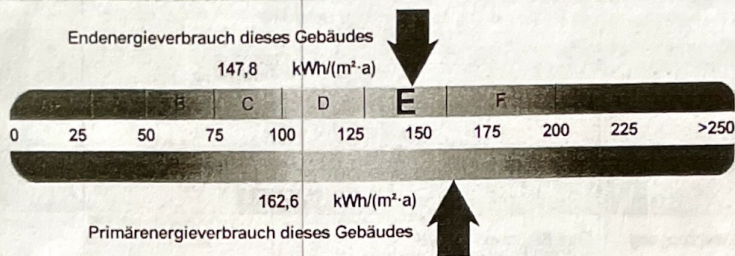 Endenergieverbrauch dieses Gebäudes
147,8 kWh/(m²·a)
B C D E F
0 25 50 75 100 125 150 175 200 225 >250
162,6 kWh/(m²·a)
Primärenergieverbrauch dieses Gebäudes